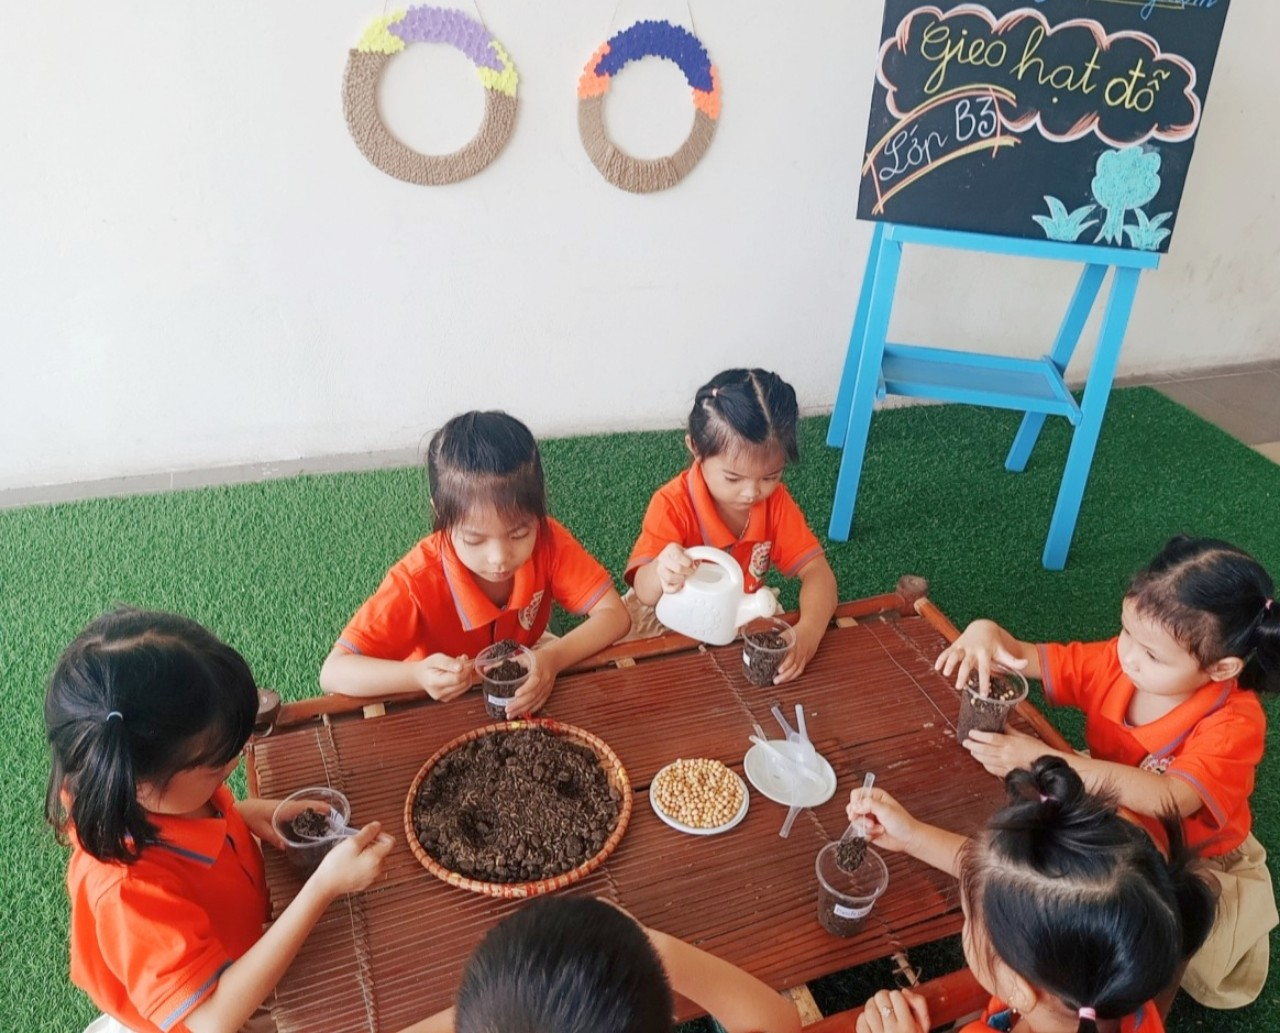 Gieo hạt đỗ
Lớp B3